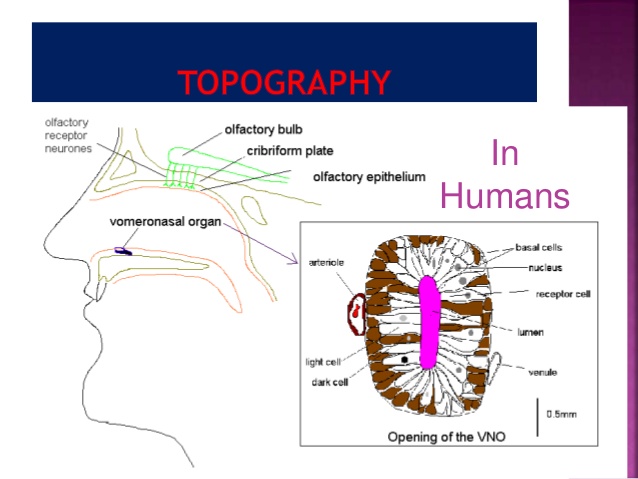 TOPOGRAPHY
olfactory
receptor
neurones
olfactory bulb
cribriform plate
olfactory epithelium
In
Humans
vomeronasal organ
arteriole
basal cells
nucleus
receptor cell
lumen
light cell
dark cell
venule
0.5mm
Opening of the VNO